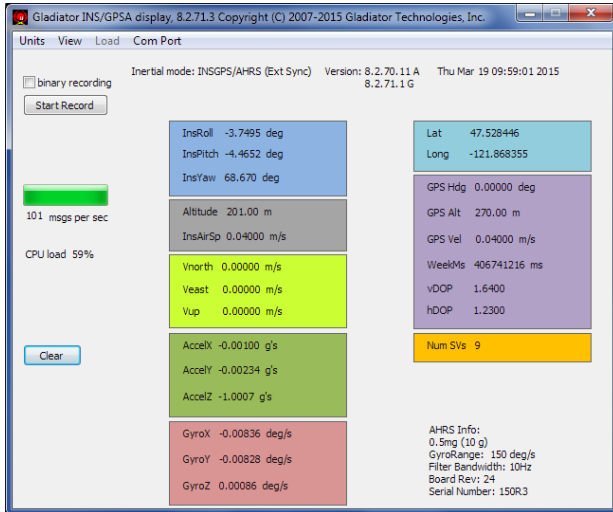 Gladiator INS/GPSA display, 8.2.71.3 Copyright (C) 2007-2015 Gladiator Technologies, Inc.
Units View Load Com Port
Inertial mode: INSGPS/AHRS (Ext Sync) Version: 8.2.70.11 A Thu Mar 19 09:59:01 2015
8.2.71.1 G
binary recording
Start Record
101 msgs per sec
CPU load 59%
Clear
InsRoll -3.7495 deg
InsPitch -4.4652 deg
InsYaw 68.670 deg
Altitude 201.00 m
InsAirSp 0.04000 m/s
Vnorth 0.00000 m/s
Veast 0.00000 m/s
Vup 0.00000 m/s
AccelX -0.00100 g's
AccelY -0.00234 g's
AccelZ -1.0007 g's
GyroX -0.00836 deg/s
GyroY -0.00828 deg/s
GyroZ 0.00086 deg/s
Lat 47.528446
Long -121.868355
GPS Hdg 0.00000 deg
GPS Alt 270.00 m
GPS Vel 0.04000 m/s
WeekMs 406741216 ms
vDOP 1.6400
hDOP 1.2300
Num SVs 9
AHRS Info:
0.5mg (10 g)
GyroRange: 150 deg/s
Filter Bandwidth: 10Hz
Board Rev: 24
Serial Number: 150R3